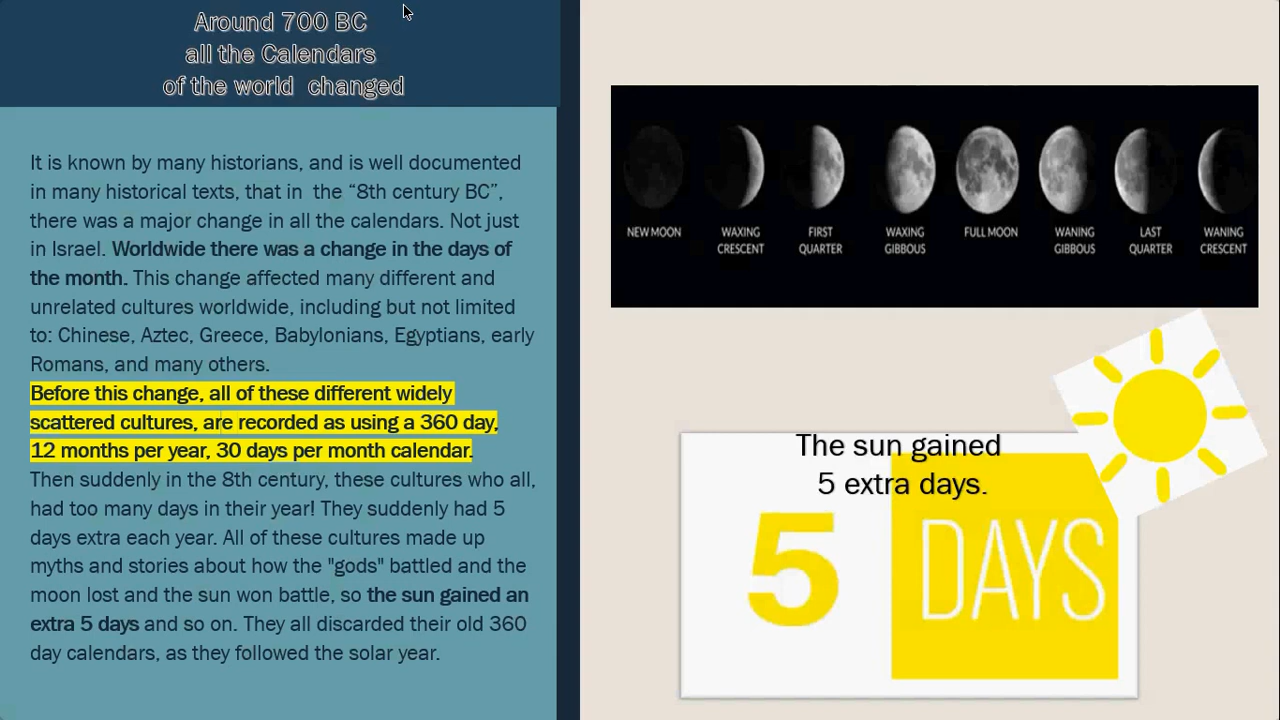 Around 700 BC
all the Calendars
of the world changed
It is known by many historians, and is well documented
in many historical texts, that in the “8th century BC”,
there was a major change in all the calendars. Not just
in Israel. Worldwide there was a change in the days of
the month. This change affected many different and
unrelated cultures worldwide, including but not limited
to: Chinese, Aztec, Greece, Babylonians, Egyptians, early
Romans, and many others.
Before this change, all of these different widely
scattered cultures, are recorded as using a 360 day,
12 months per year, 30 days per month calendar.
Then suddenly in the 8th century, these cultures who all,
had too many days in their year! They suddenly had 5
days extra each year. All of these cultures made up
myths and stories about how the "gods" battled and the
moon lost and the sun won battle, so the sun gained an
extra 5 days and so on. They all discarded their old 360
day calendars, as they followed the solar year.
NEW MOON
WAXING
CRESCENT
FIRST
QUARTER
WAXING
GIBBOUS
FULL MOON
WANING
GIBBOUS
LAST
QUARTER
WANING
CRESCENT
The sun gained
5 extra days.
5 DAYS